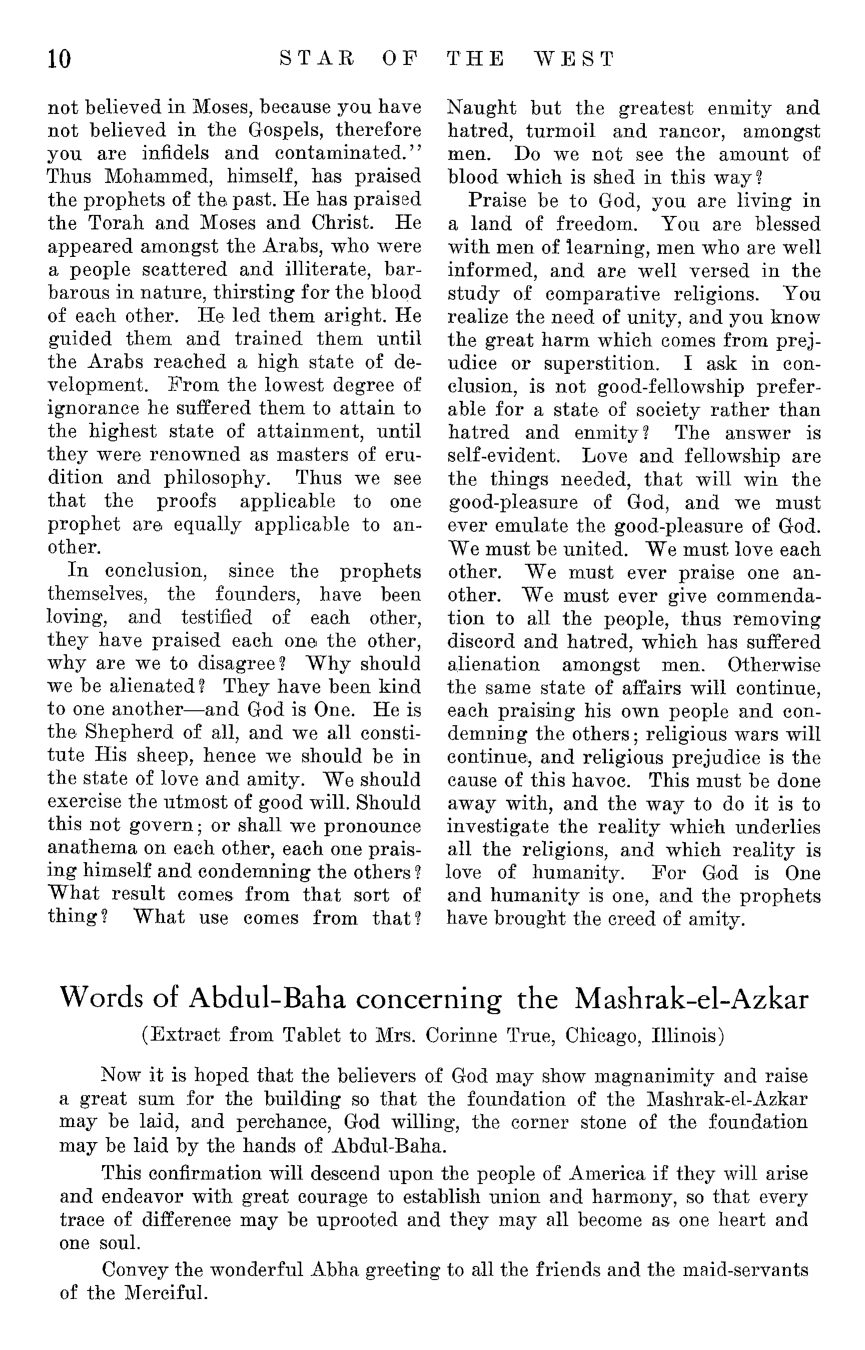 10 STAR OF THE WEST
not believed in Moses, because you have
not believed in the Gospels, therefore
you are infidels and contaminated.''
Thus Mohammed, himself, has praised
the prophets of the past. He has praised
the Torah and Moses and Christ. He
appeared amongst the Arabs, who were
a people scattered and illiterate, bar-
barous in nature, thirsting for the blood
of each other. He led them aright. He
guided them and trained them until
the Arabs reached a high state of de-
velopment. From the lowest degree of
ignorance he suffered them to attain to
the highest state of attainment, until
they were renowned as masters of eru-
dition and philosophy. Thus we see
that the proofs applicable to one
prophet are equally applicable to an-
other.
In conclusion, since the prophets
themselves, the founders, have been
loving, and testified of each other,
they have praised each one the other,
why are we to disagree? Why should
we be alienated? They have been kind
to one another—and God is One. He is
the Shepherd of all, and we all consti-
tute His sheep, hence we should be in
the state of love and amity. We should
exercise the utmost of good will. Should
this not govern; or shall we pronounce
anathema on each other, each one prais-
ing himself and condemning the others?
What result comes from that sort of
thing? What use comes from that?
Naught but the greatest enmity and
hatred, turmoil and rancor, amongst
men. Do we not see the amount of
blood which is shed in this way?
Praise be to God, you are living in
a land of freedom. You are blessed
with men of learning, men who are well
informed, and are well versed in the
study of comparative religions. You
realize the need of unity, and you know
the great harm which comes from prej-
udice or superstition. I ask in con-
clusion, is not good-fellowship prefer-
able for a state of society rather than
hatred and enmity? The answer is
self-evident. Love and fellowship are
the things needed, that will win the
good-pleasure of God, and we must
ever emulate the good-pleasure of God.
We must be united. We must love each
other. We must ever praise one an-
other. We must ever give commenda-
tion to all the people, thus removing
discord and hatred, which has suffered
alienation amongst men. Otherwise
the same state of affairs will continue,
each praising his own people and con-
demning the others; religious wars will
continue, and religious prejudice is the
cause of this havoc. This must be done
away with, and the way to do it is to
investigate the reality which underlies
all the religions, and which reality is
love of humanity. For God is One
and humanity is one, and the prophets
have brought the creed of amity.
Words of Abdul-Baha concerning the Mashrak-el-Azkar
(Extract from Tablet to Mrs. Corinne True, Chicago, Illinois)
Now it is hoped that the believers of God may show magnanimity and raise
a great sum for the building so that the foundation of the Mashrak-el-Azkar
may be laid, and perchance, God willing, the corner stone of the foundation
may be laid by the hands of Abdul-Baha.
This confirmation will descend upon the people of America if they will arise
and endeavor with great courage to establish union and harmony, so that every
trace of difference may be uprooted and they may all become as one heart and
one soul.
Convey the wonderful Abha greeting to all the friends and the maid-servants
of the Merciful.